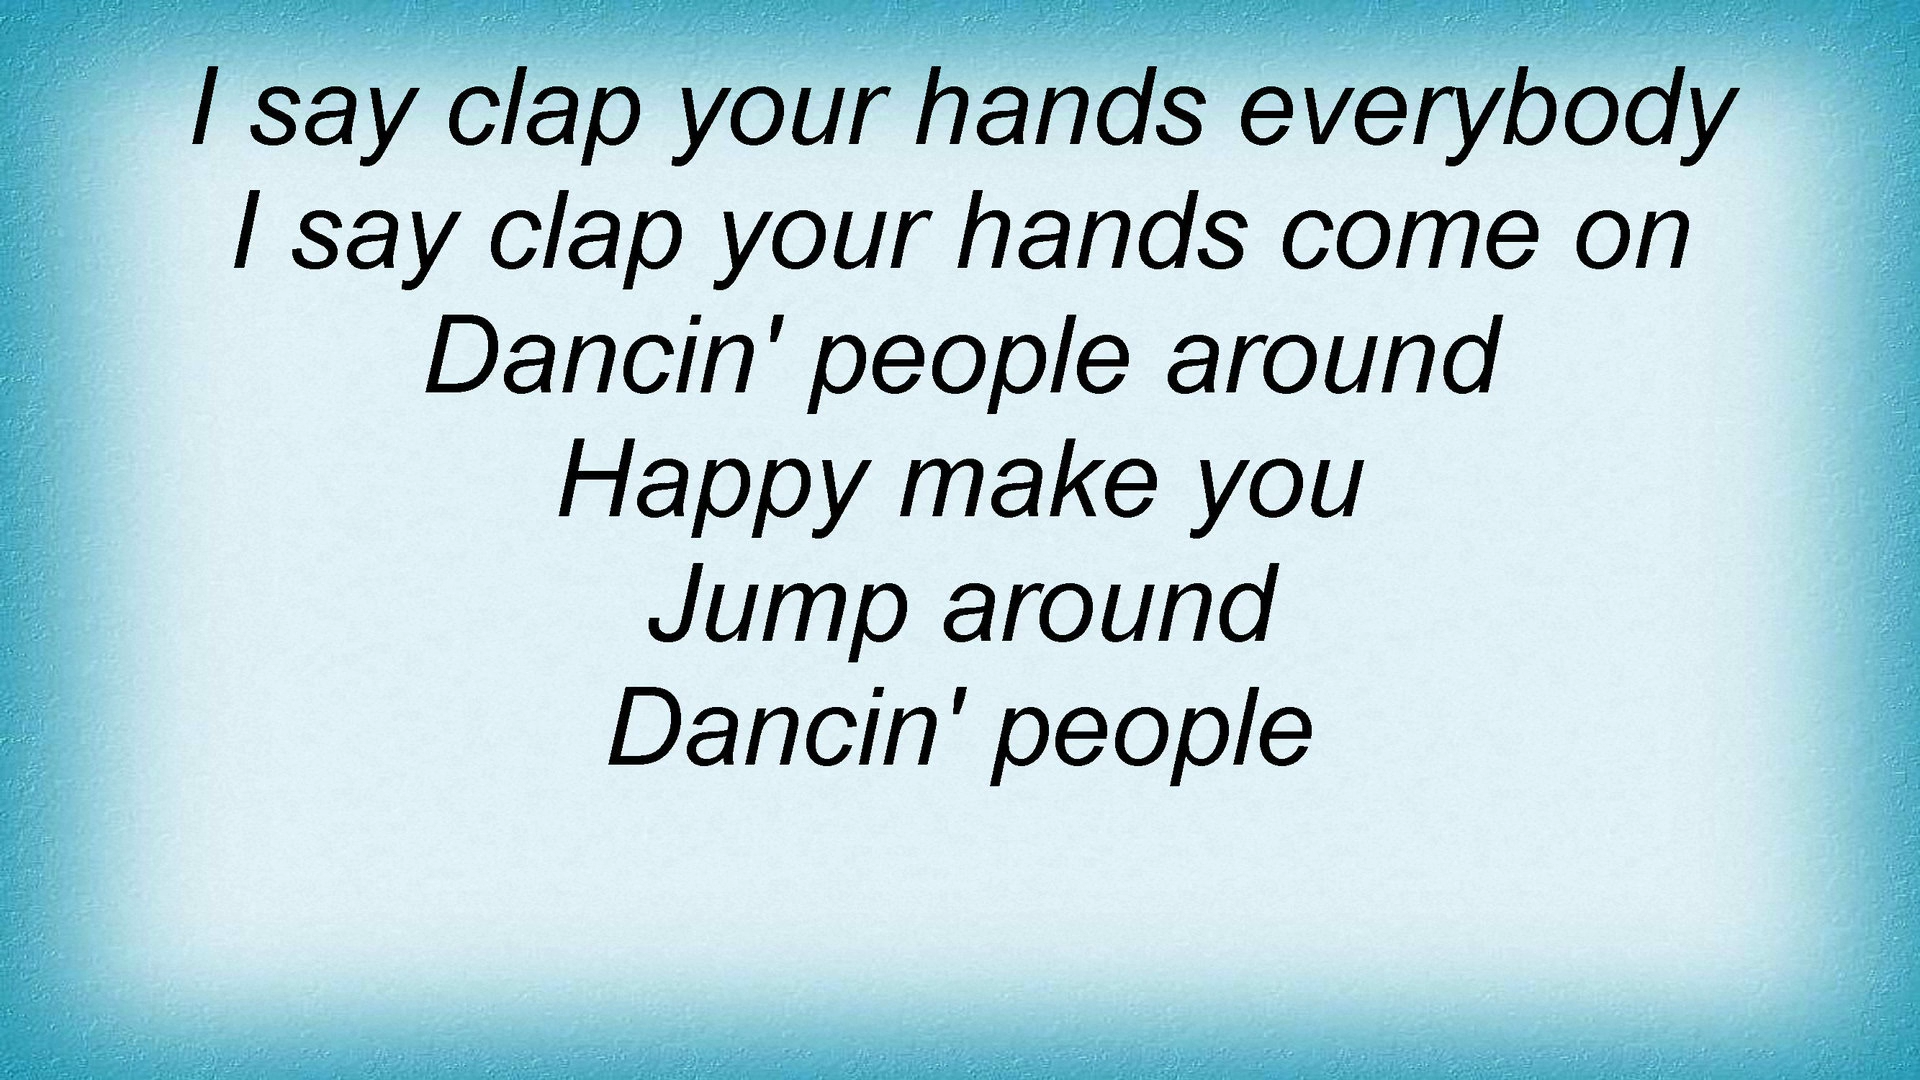 I say clap your hands everybody
I say clap your hands come on
Dancin' people around
Happy make you
Jump around
Dancin' people